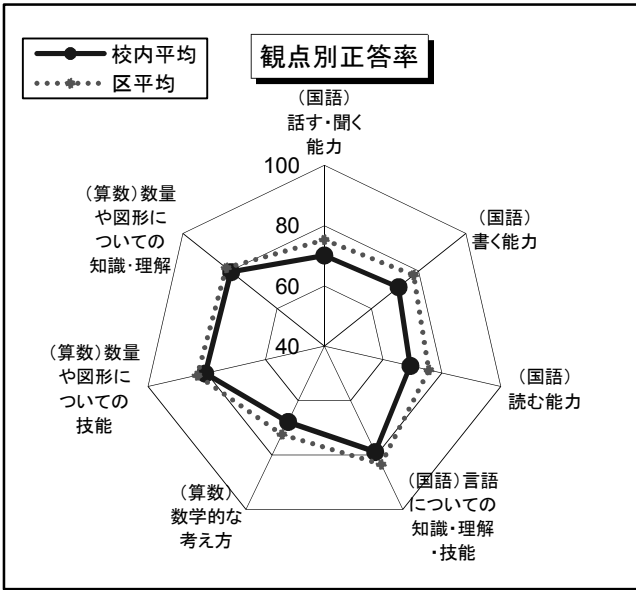 校内平均
区平均
観点別正答率
（国語）
話す・聞く
能力
100
80
60
40
（国語）
書く能力
（国語）
読む能力
（国語）言語
についての
知識・理解
・技能
（算数）
数学的な
考え方
（算数）数量
や図形に
ついての
技能
（算数）数量
や図形に
ついての
知識・理解